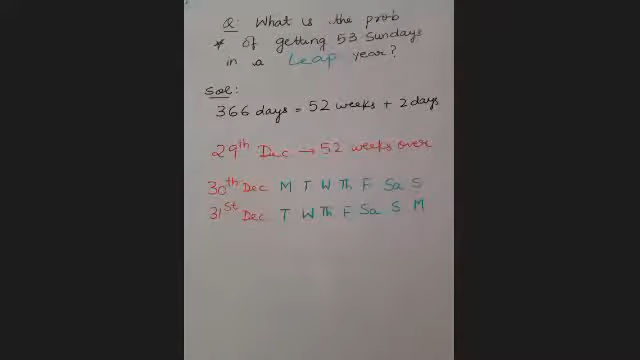 Q: What is the prob
* of getting 53 Sundays
in a Leap year?
Sol:
366 days = 52 weeks + 2 days
29th Dec → 52 weeks over
30th Dec M T W Th F Sa S
31st Dec T W Th F Sa S M